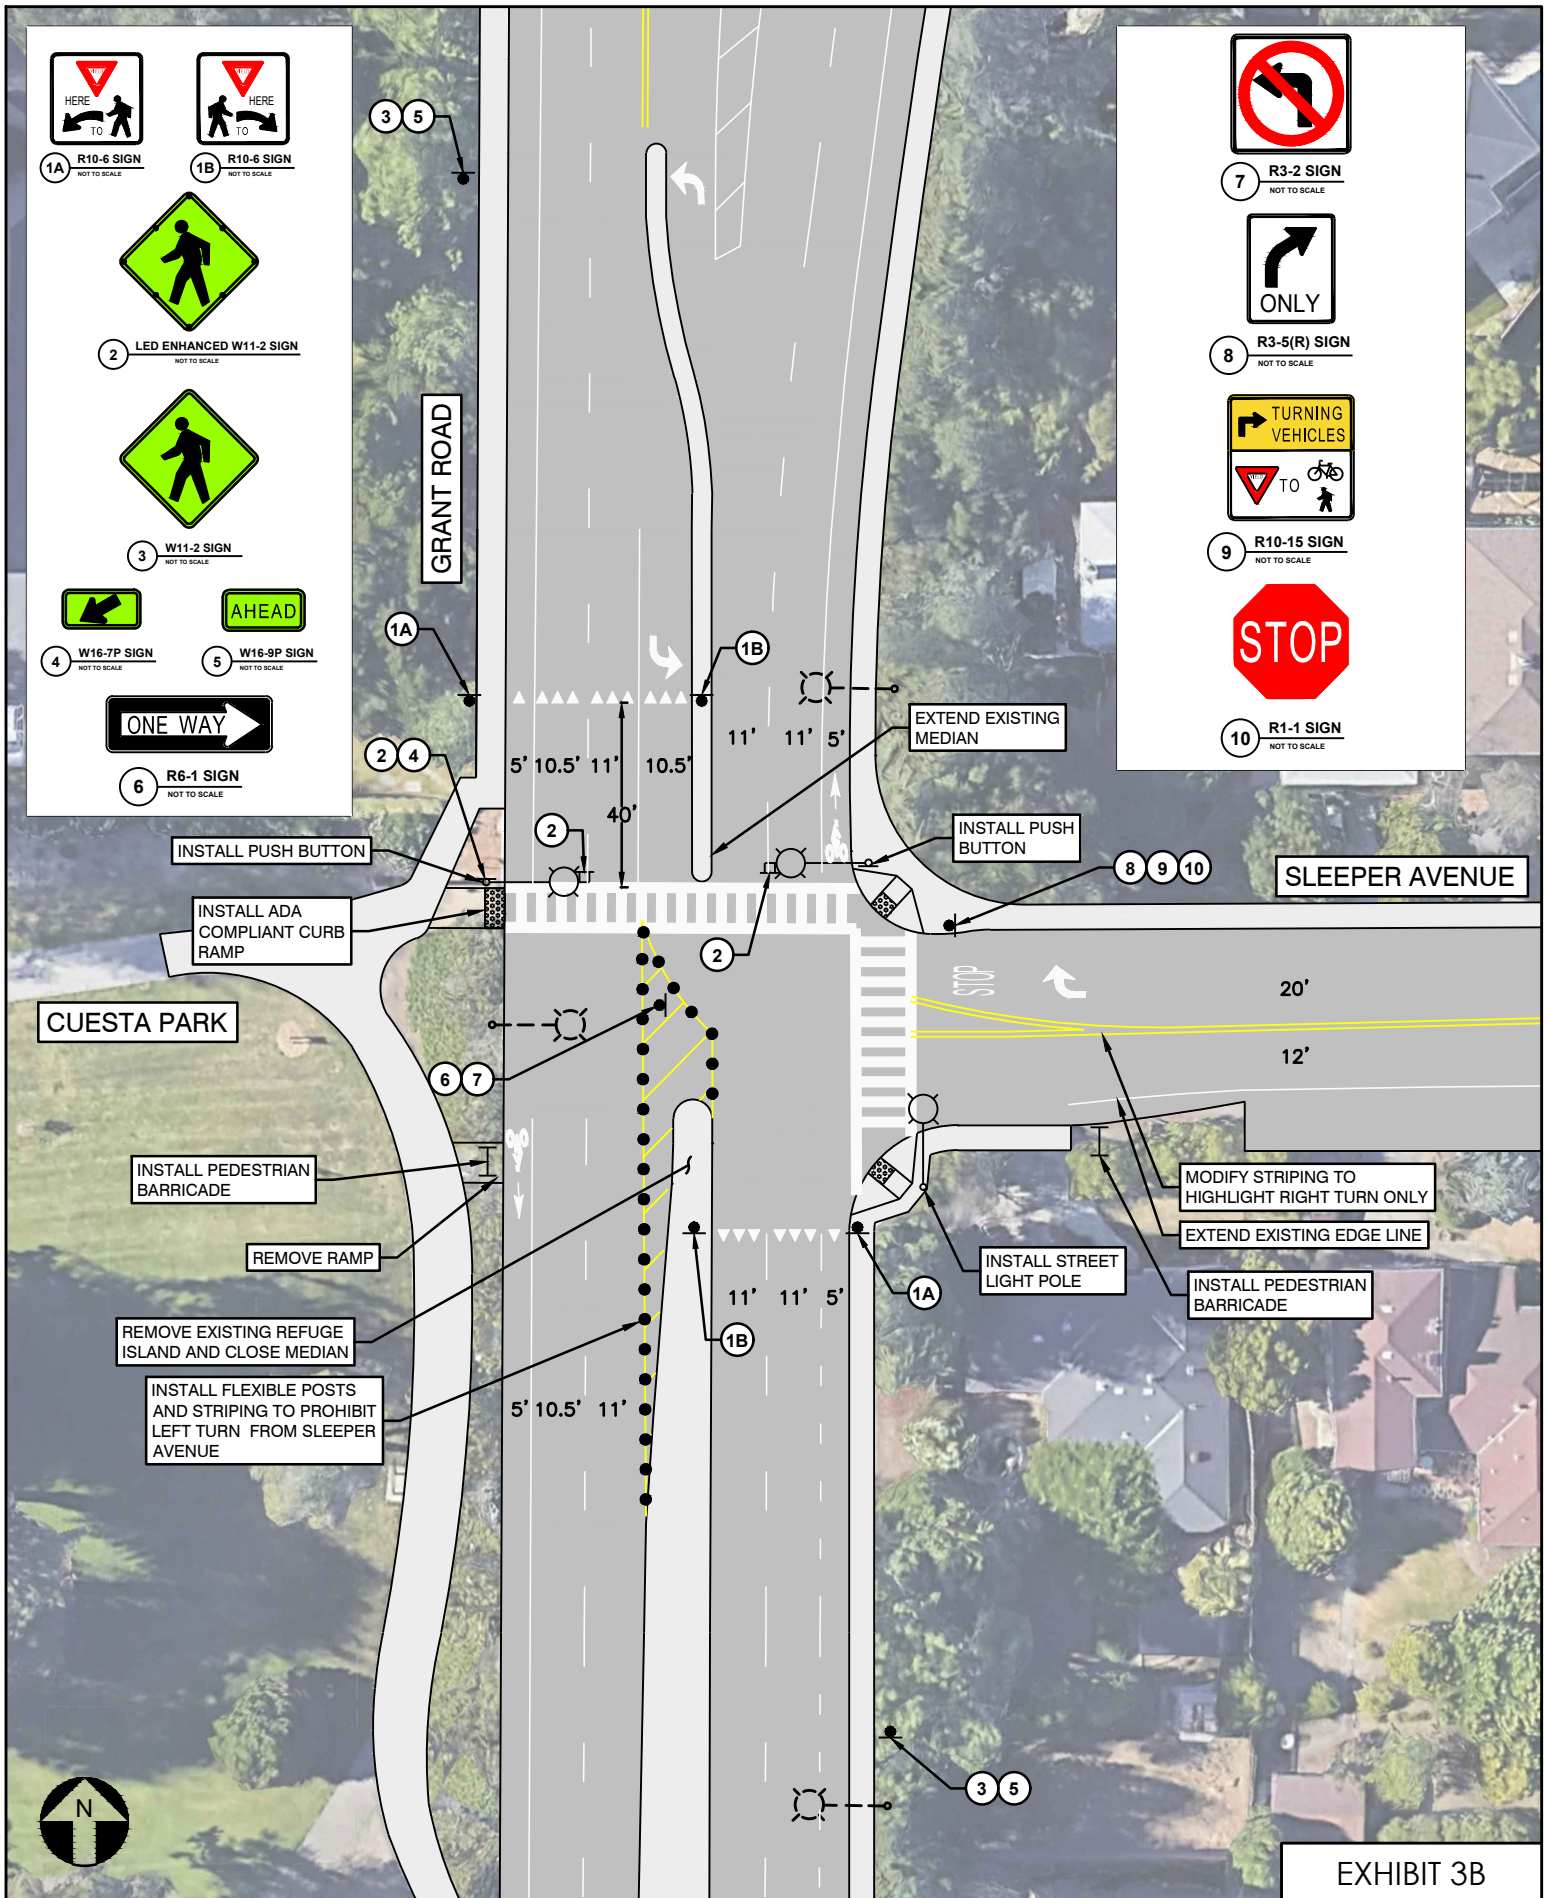 HERE
TO
1A
R10-6 SIGN
NOT TO SCALE
HERE
TO
1B
R10-6 SIGN
NOT TO SCALE
2
LED ENHANCED W11-2 SIGN
NOT TO SCALE
3
W11-2 SIGN
NOT TO SCALE
4
W16-7P SIGN
NOT TO SCALE
AHEAD
5
W16-9P SIGN
NOT TO SCALE
ONE WAY
6
R6-1 SIGN
NOT TO SCALE
7
R3-2 SIGN
NOT TO SCALE
ONLY
8
R3-5(R) SIGN
NOT TO SCALE
TURNING
VEHICLES
TO
9
R10-15 SIGN
NOT TO SCALE
STOP
10
R1-1 SIGN
NOT TO SCALE
3 5
GRANT ROAD
1A
1B
EXTEND EXISTING
MEDIAN
11' 11' 5'
5' 10.5' 11' 10.5'
40'
2 4
2
INSTALL PUSH BUTTON
INSTALL PUSH
BUTTON
8 9 10
SLEEPER AVENUE
INSTALL ADA
COMPLIANT CURB
RAMP
2
STOP
20'
12'
CUESTA PARK
6 7
INSTALL PEDESTRIAN
BARRICADE
REMOVE RAMP
MODIFY STRIPING TO
HIGHLIGHT RIGHT TURN ONLY
EXTEND EXISTING EDGE LINE
INSTALL STREET
LIGHT POLE
INSTALL PEDESTRIAN
BARRICADE
1A
11' 11' 5'
1B
REMOVE EXISTING REFUGE
ISLAND AND CLOSE MEDIAN
INSTALL FLEXIBLE POSTS
AND STRIPING TO PROHIBIT
LEFT TURN FROM SLEEPER
AVENUE
5' 10.5' 11'
3 5
N
EXHIBIT 3B